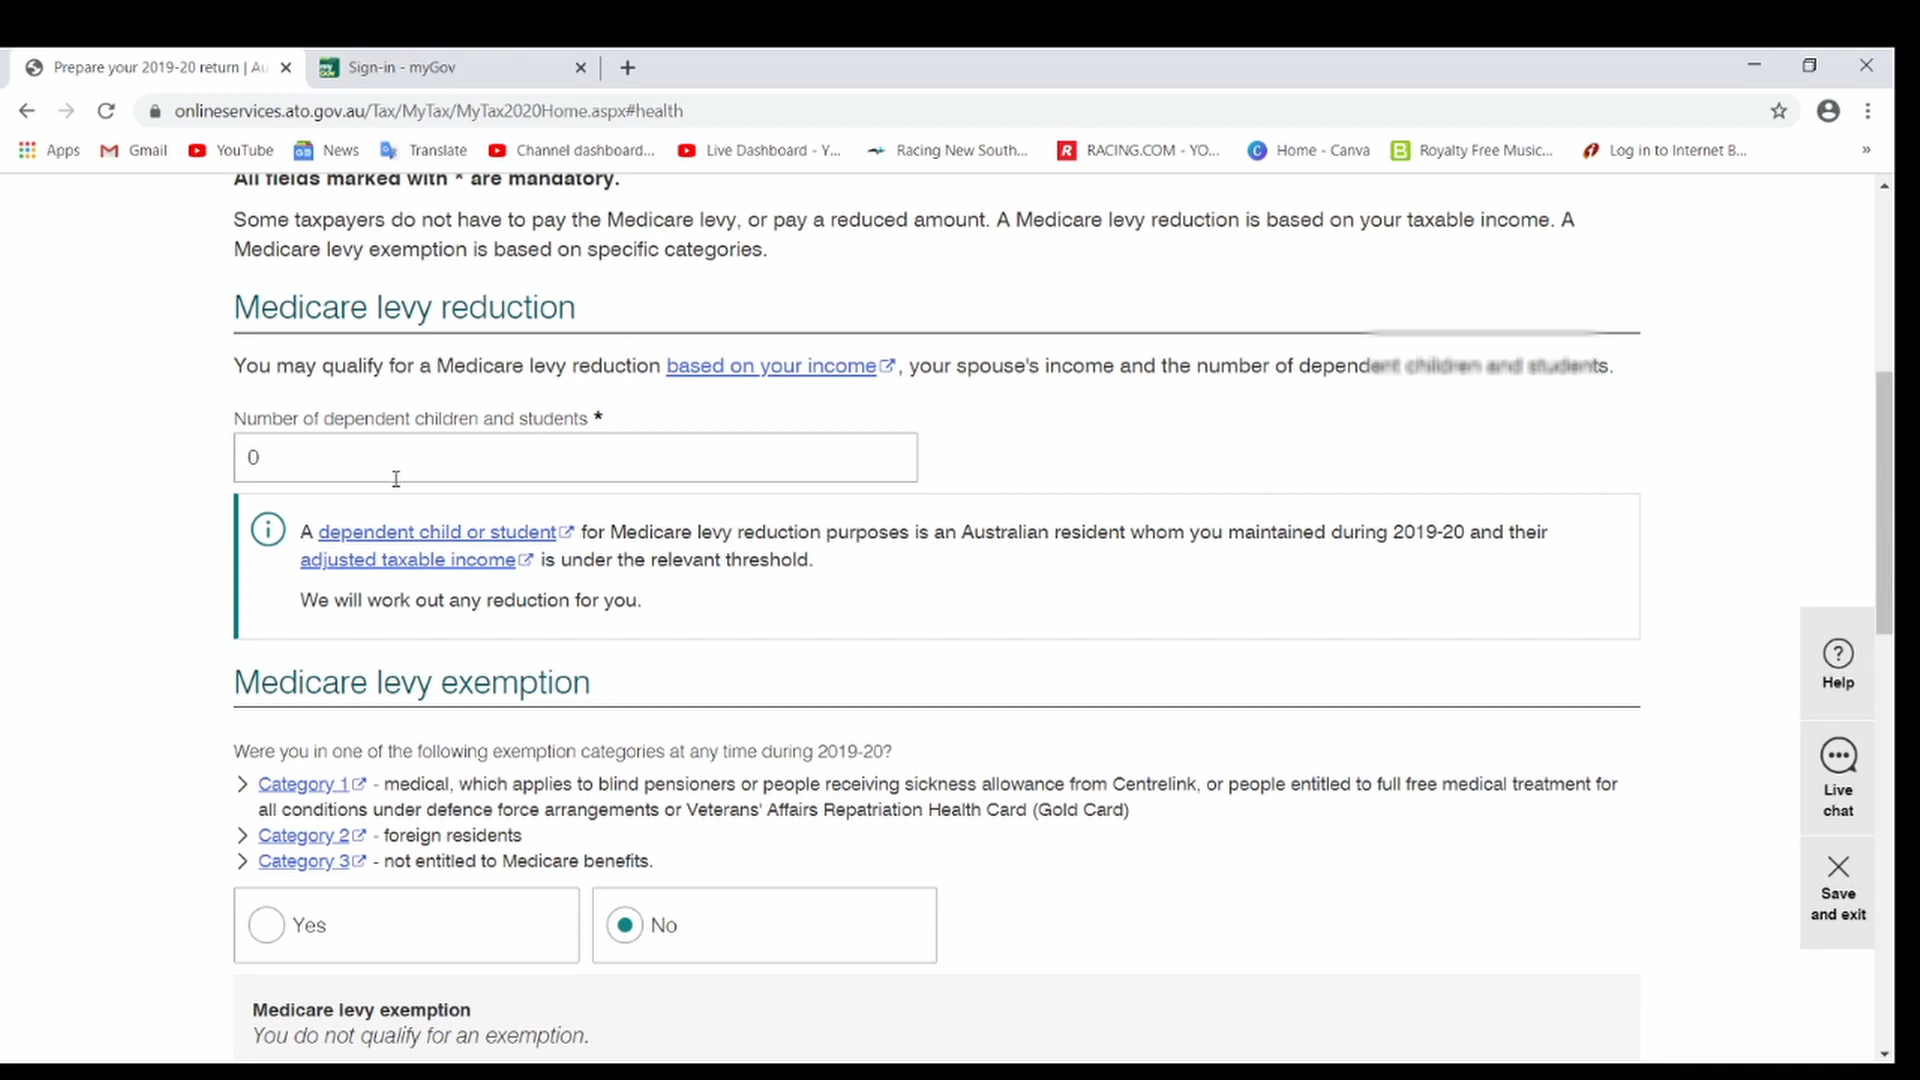 Prepare your 2019-20 return | Au
Sign-in - myGov
onlineservices.ato.gov.au/Tax/MyTax/MyTax2020Home.aspx#health
Apps
Gmail
YouTube
News
Translate
Channel dashboard...
Live Dashboard - Y...
Racing New South...
RACING.COM - YO...
Home - Canva
Royalty Free Music...
Log in to Internet B...
»
All fields marked with * are mandatory.
Some taxpayers do not have to pay the Medicare levy, or pay a reduced amount. A Medicare levy reduction is based on your taxable income. A
Medicare levy exemption is based on specific categories.
Medicare levy reduction
You may qualify for a Medicare levy reduction based on your income, your spouse's income and the number of dependent children and students.
Number of dependent children and students *
0
A dependent child or student for Medicare levy reduction purposes is an Australian resident whom you maintained during 2019-20 and their
adjusted taxable income is under the relevant threshold.
We will work out any reduction for you.
Medicare levy exemption
Were you in one of the following exemption categories at any time during 2019-20?
Category 1 - medical, which applies to blind pensioners or people receiving sickness allowance from Centrelink, or people entitled to full free medical treatment for
all conditions under defence force arrangements or Veterans' Affairs Repatriation Health Card (Gold Card)
Category 2 - foreign residents
Category 3 - not entitled to Medicare benefits.
Yes
No
Medicare levy exemption
You do not qualify for an exemption.
Help
Live
chat
Save
and exit